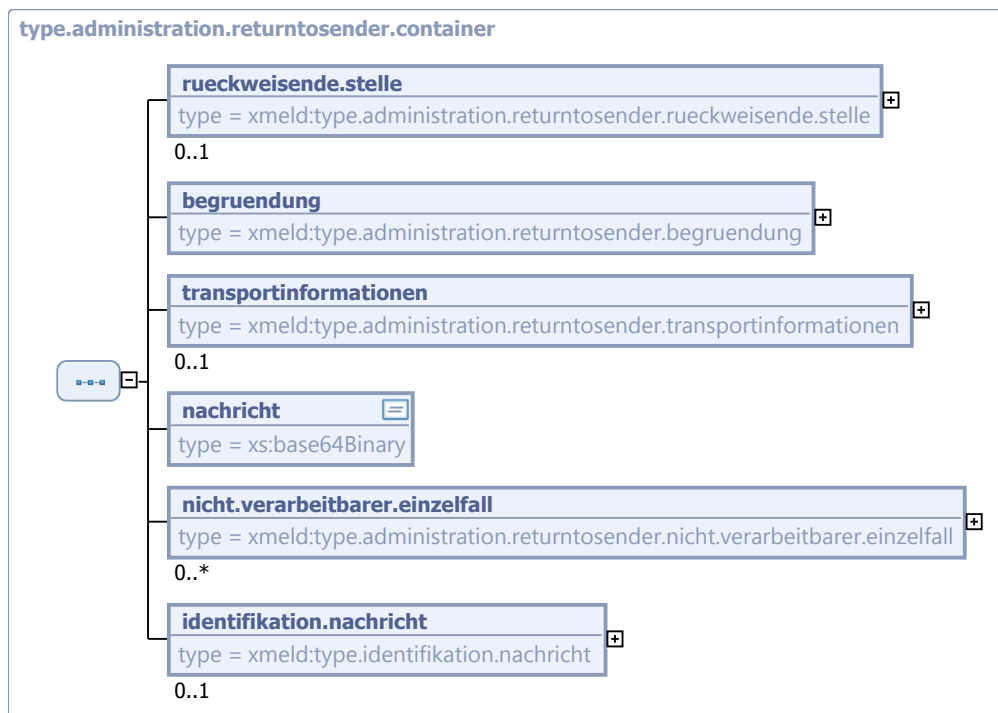 type.administration.returntosender.container
rueckweisende.stelle
type = xmeld:type.administration.returntosender.rueckweisende.stelle
0..1
begruendung
type = xmeld:type.administration.returntosender.begruendung
transportinformationen
type = xmeld:type.administration.returntosender.transportinformationen
0..1
nachricht
type = xs:base64Binary
nicht.verarbeitbarer.einzelfall
type = xmeld:type.administration.returntosender.nicht.verarbeitbarer.einzelfall
0..*
identifikation.nachricht
type = xmeld:type.identifikation.nachricht
0..1